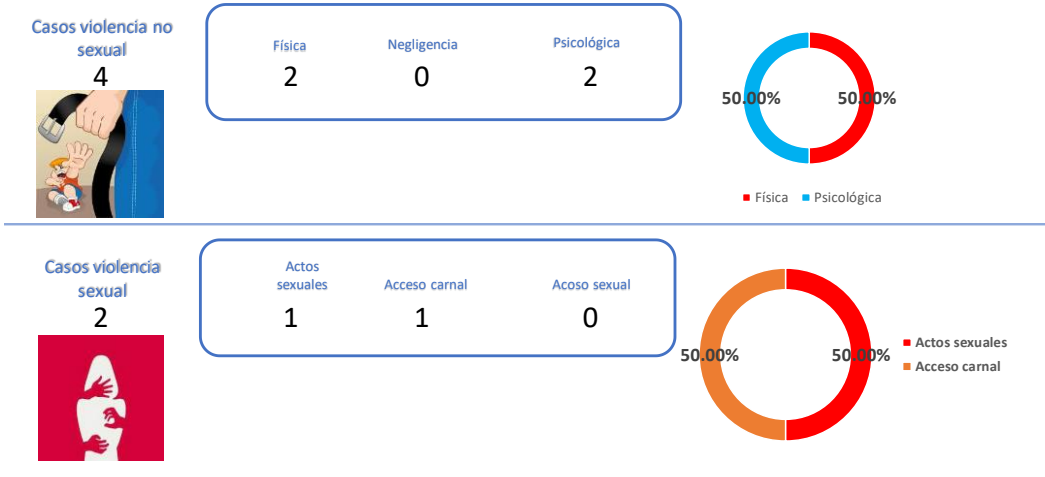 Casos violencia no
sexual
4
Física
Negligencia
Psicológica
2
0
2
50.00%
50.00%
Física
Psicológica
Casos violencia
sexual
2
Actos
sexuales
Acceso carnal
Acoso sexual
1
1
0
50.00%
50.00%
Actos sexuales
Acceso carnal